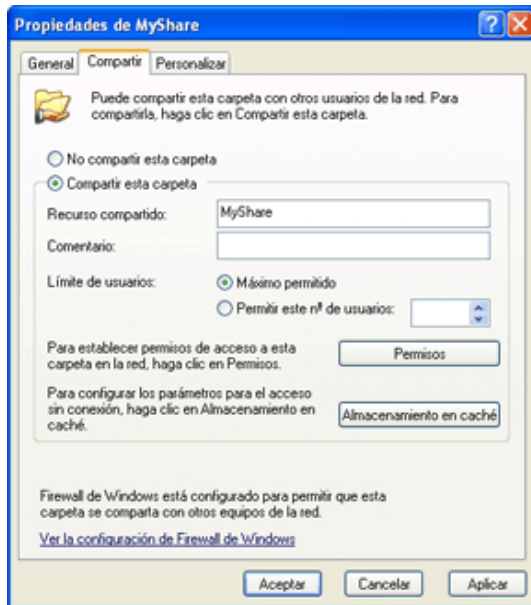 Propiedades de MyShare
General Compartir Personalizar
Puede compartir esta carpeta con otros usuarios de la red. Para
compartirla, haga clic en Compartir esta carpeta.
No compartir esta carpeta
Compartir esta carpeta
Recurso compartido: MyShare
Comentario:
Límite de usuarios: Máximo permitido
Permitir este nº de usuarios:
Para establecer permisos de acceso a esta
carpeta en la red, haga clic en Permisos.
Permisos
Para configurar los parámetros para el acceso
sin conexión, haga clic en Almacenamiento en
caché.
Almacenamiento en caché
Firewall de Windows está configurado para permitir que esta
carpeta se comparta con otros equipos de la red.
Ver la configuración de Firewall de Windows
Aceptar Cancelar Aplicar